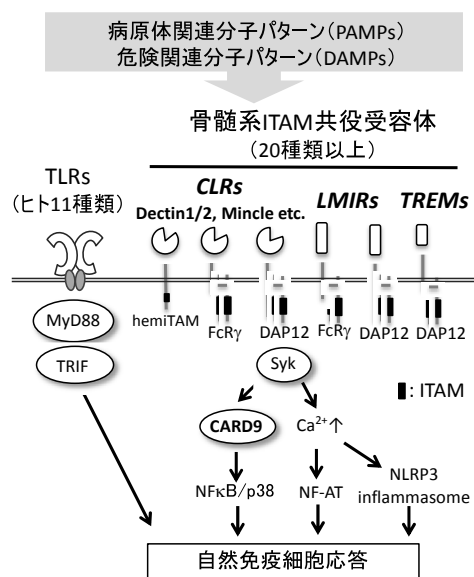 病原体関連分子パターン(PAMPs)
危険関連分子パターン(DAMPs)
骨髄系ITAM共役受容体
(20種類以上)
TLRs
(ヒト11種類)
CLRs
Dectin1/2, Mincle etc.
LMIRs
TREMs
MyD88
TRIF
hemiTAM
FcRγ
DAP12
FcRγ
DAP12
DAP12
Syk
: ITAM
CARD9
Ca²⁺↑
NFκB/p38
NF-AT
NLRP3
inflammasome
自然免疫細胞応答